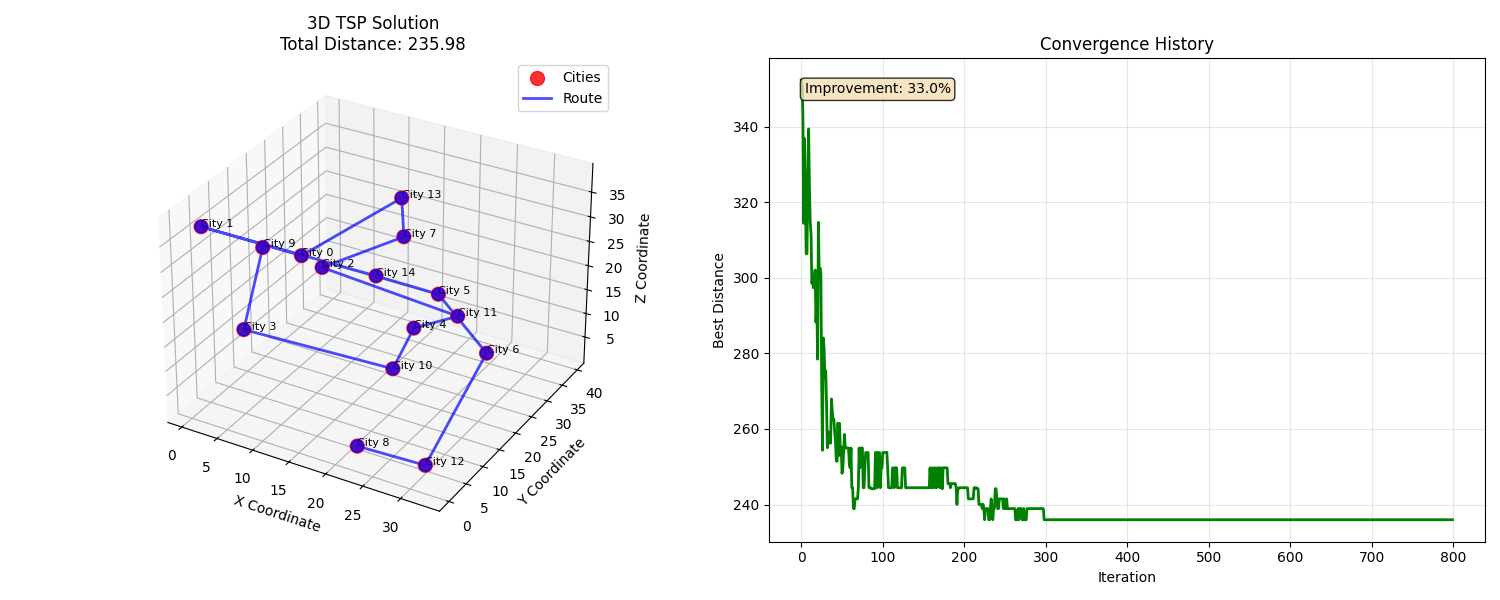 3D TSP Solution
Total Distance: 235.98
Cities
Route
City 13
City 1
City 7
City 9
City 0
City 2
City 14
City 5
City 11
City 4
City 3
City 6
City 10
City 8
City 12
0
5
10
15
20
25
30
X Coordinate
0
5
10
15
20
25
30
35
40
Y Coordinate
5
10
15
20
25
30
35
Z Coordinate
Convergence History
Improvement: 33.0%
340
320
300
280
260
240
Best Distance
0
100
200
300
400
500
600
700
800
Iteration